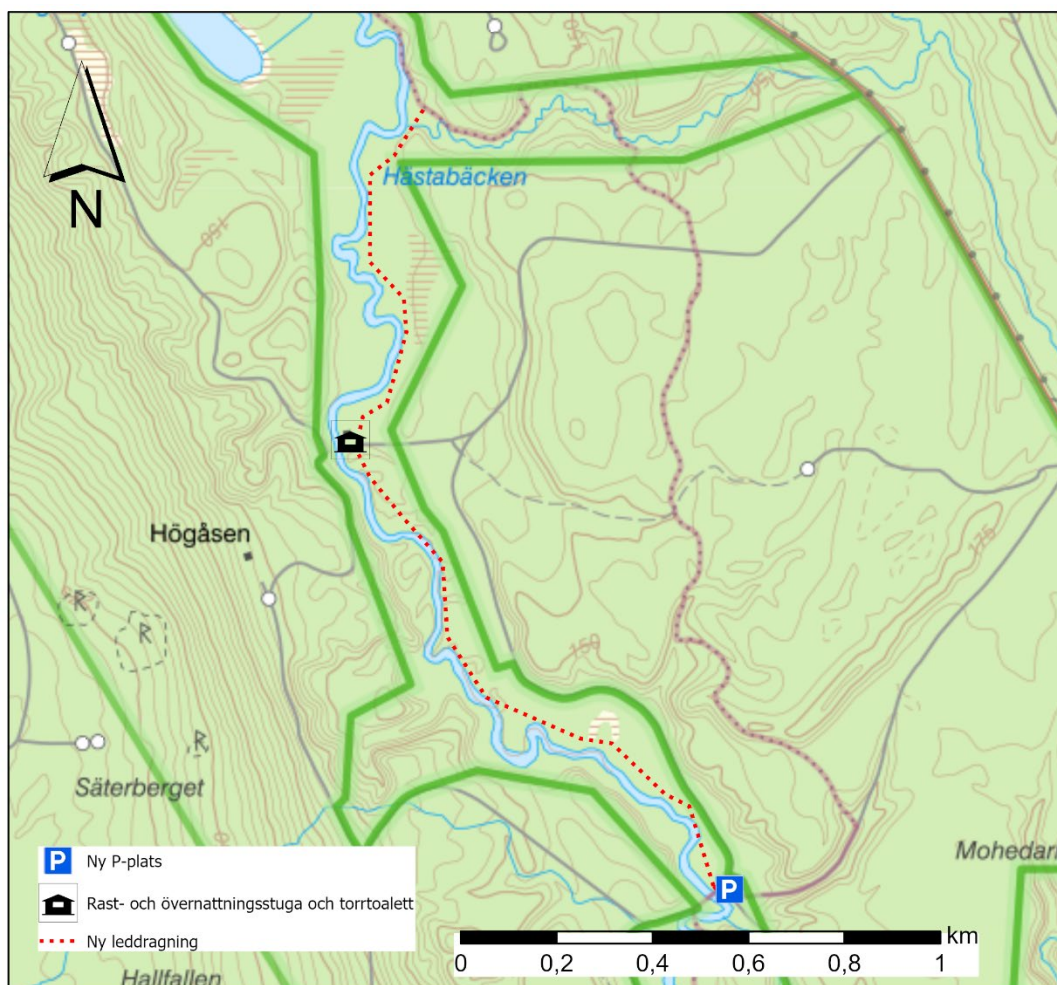 N
150
Hästabäcken
Högåsen
R
R
175
150
R
Säterberget
P
Ny P-plats
Rast- och övernattningsstuga och torrtoalett
Ny leddragning
P
Hallfallen
km
0
0,2
0,4
0,6
0,8
1